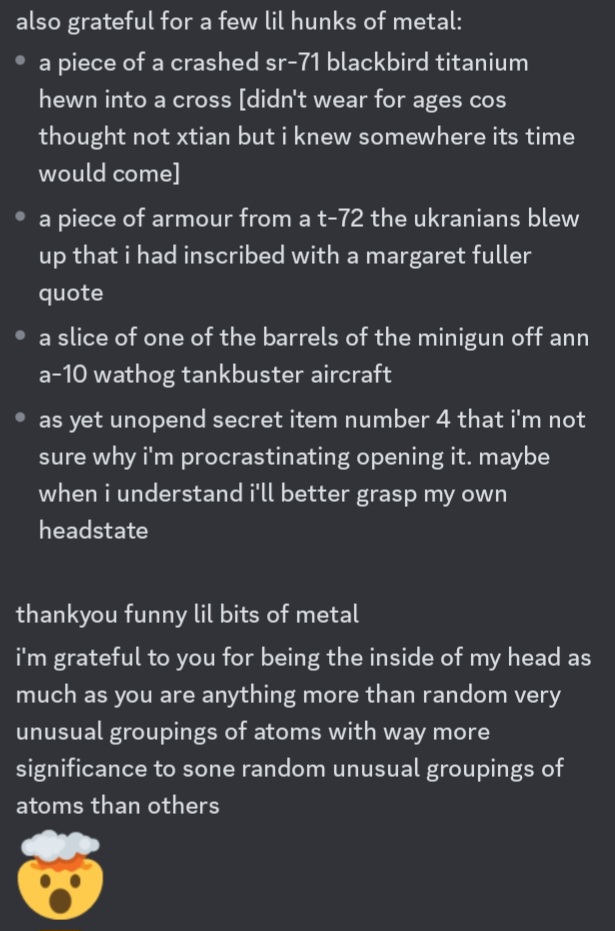 also grateful for a few lil hunks of metal:
• a piece of a crashed sr-71 blackbird titanium
hewn into a cross [didn't wear for ages cos
thought not xtian but i knew somewhere its time
would come]
• a piece of armour from a t-72 the ukranians blew
up that i had inscribed with a margaret fuller
quote
• a slice of one of the barrels of the minigun off ann
a-10 wathog tankbuster aircraft
• as yet unopend secret item number 4 that i'm not
sure why i'm procrastinating opening it. maybe
when i understand i'll better grasp my own
headstate
thankyou funny lil bits of metal
i'm grateful to you for being the inside of my head as
much as you are anything more than random very
unusual groupings of atoms with way more
significance to sone random unusual groupings of
atoms than others